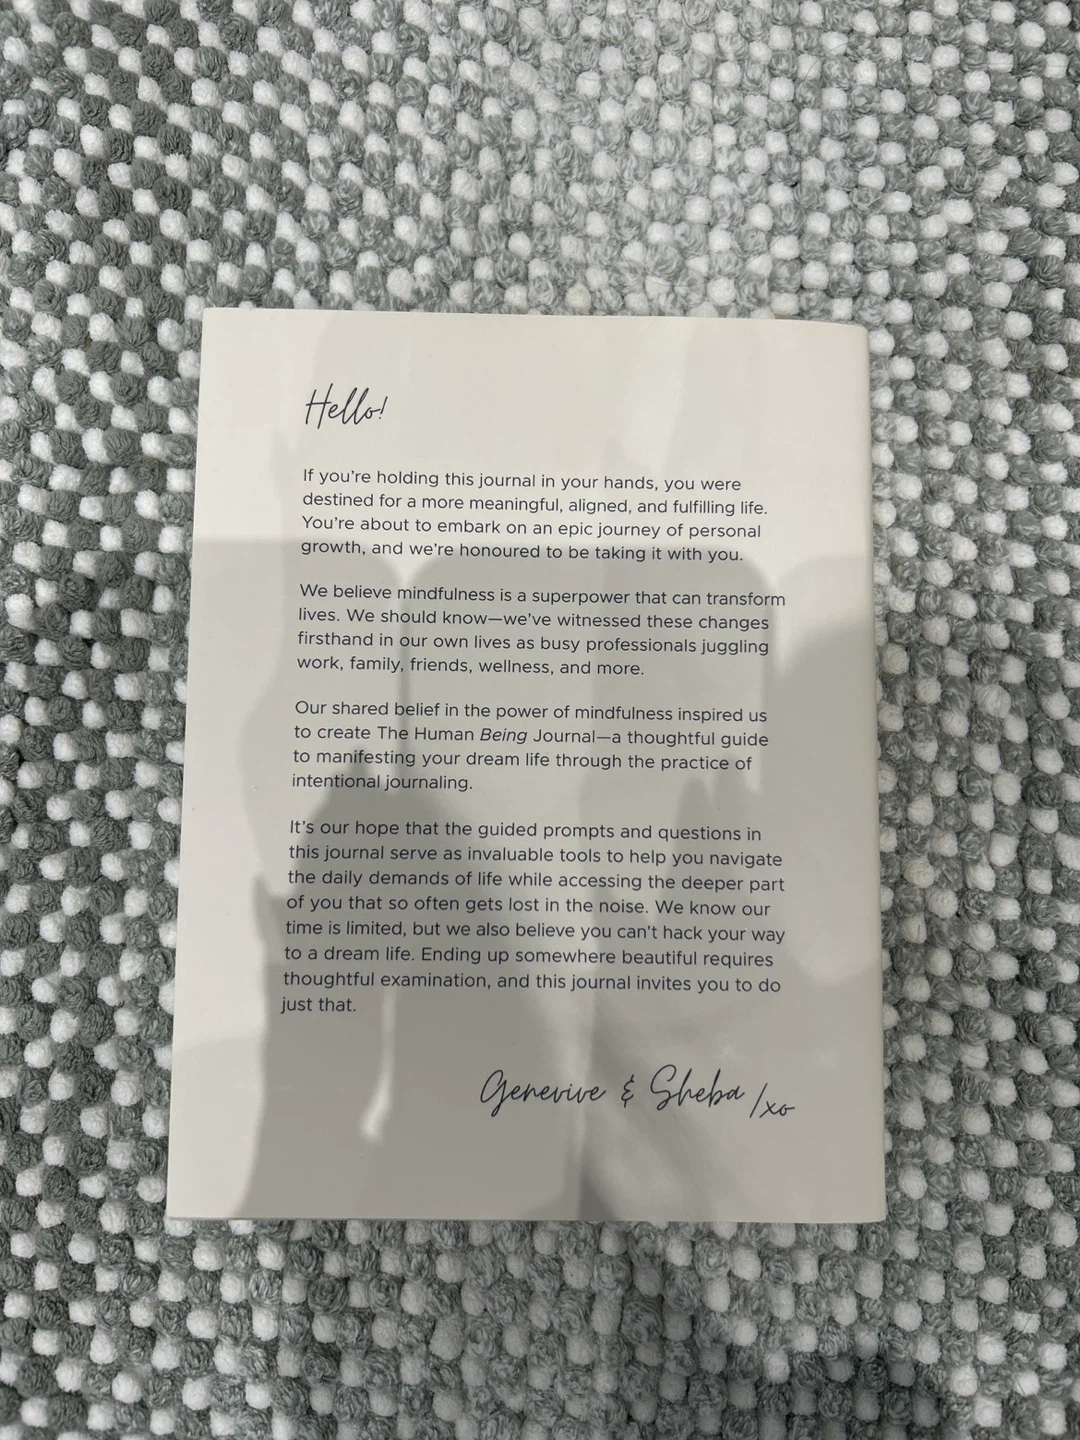 Hello!
If you're holding this journal in your hands, you were
destined for a more meaningful, aligned, and fulfilling life.
You're about to embark on an epic journey of personal
growth, and we're honoured to be taking it with you.
We believe mindfulness is a superpower that can transform
lives. We should know—we've witnessed these changes
firsthand in our own lives as busy professionals juggling
work, family, friends, wellness, and more.
Our shared belief in the power of mindfulness inspired us
to create The Human Being Journal—a thoughtful guide
to manifesting your dream life through the practice of
intentional journaling.
It's our hope that the guided prompts and questions in
this journal serve as invaluable tools to help you navigate
the daily demands of life while accessing the deeper part
of you that so often gets lost in the noise. We know our
time is limited, but we also believe you can't hack your way
to a dream life. Ending up somewhere beautiful requires
thoughtful examination, and this journal invites you to do
just that.
Genevive & Sheba /xo